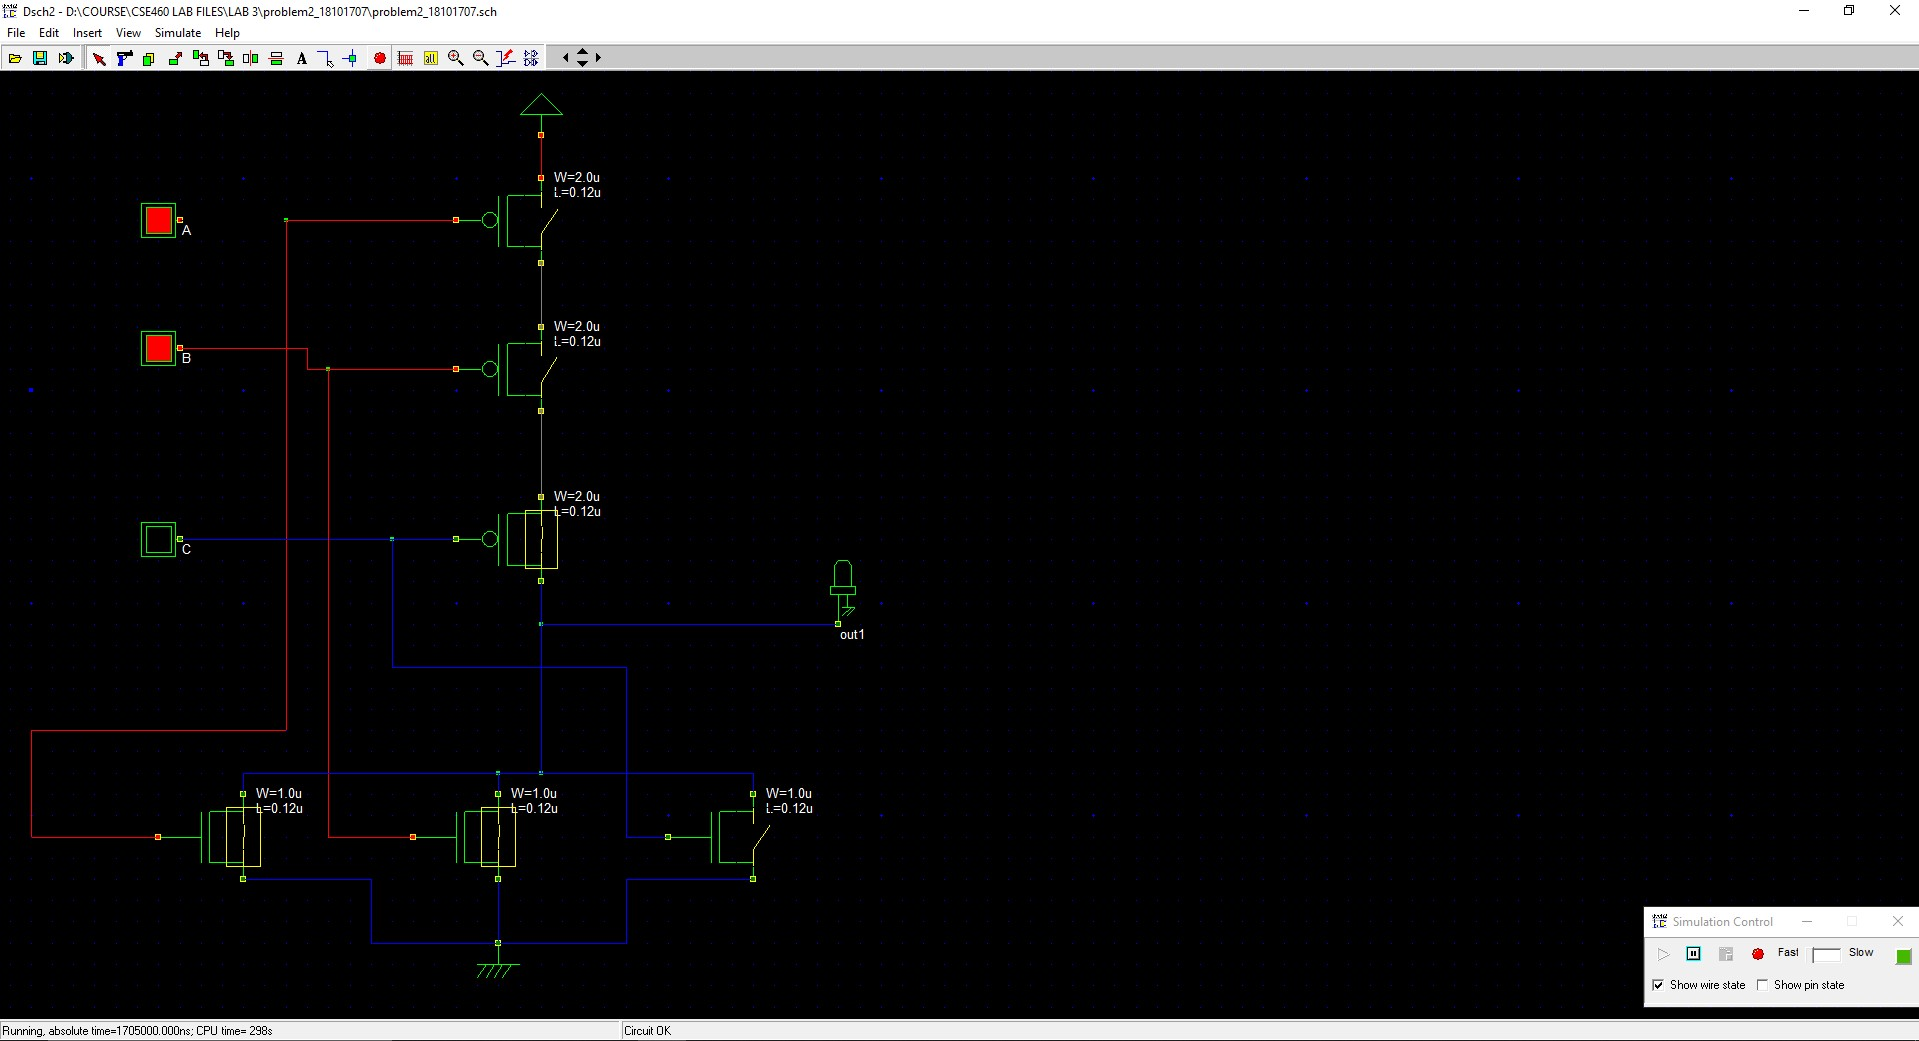 Dsch2 - D:\COURSE\CSE460 LAB FILES\LAB 3\problem2_18101707\problem2_18101707.sch
File Edit Insert View Simulate Help
A
all
W=2.0u
L=0.12u
A
W=2.0u
L=0.12u
B
W=2.0u
L=0.12u
C
out1
W=1.0u
L=0.12u
W=1.0u
L=0.12u
W=1.0u
L=0.12u
Simulation Control
Fast Slow
Show wire state Show pin state
Running, absolute time=1705000.000ns; CPU time= 298s
Circuit OK